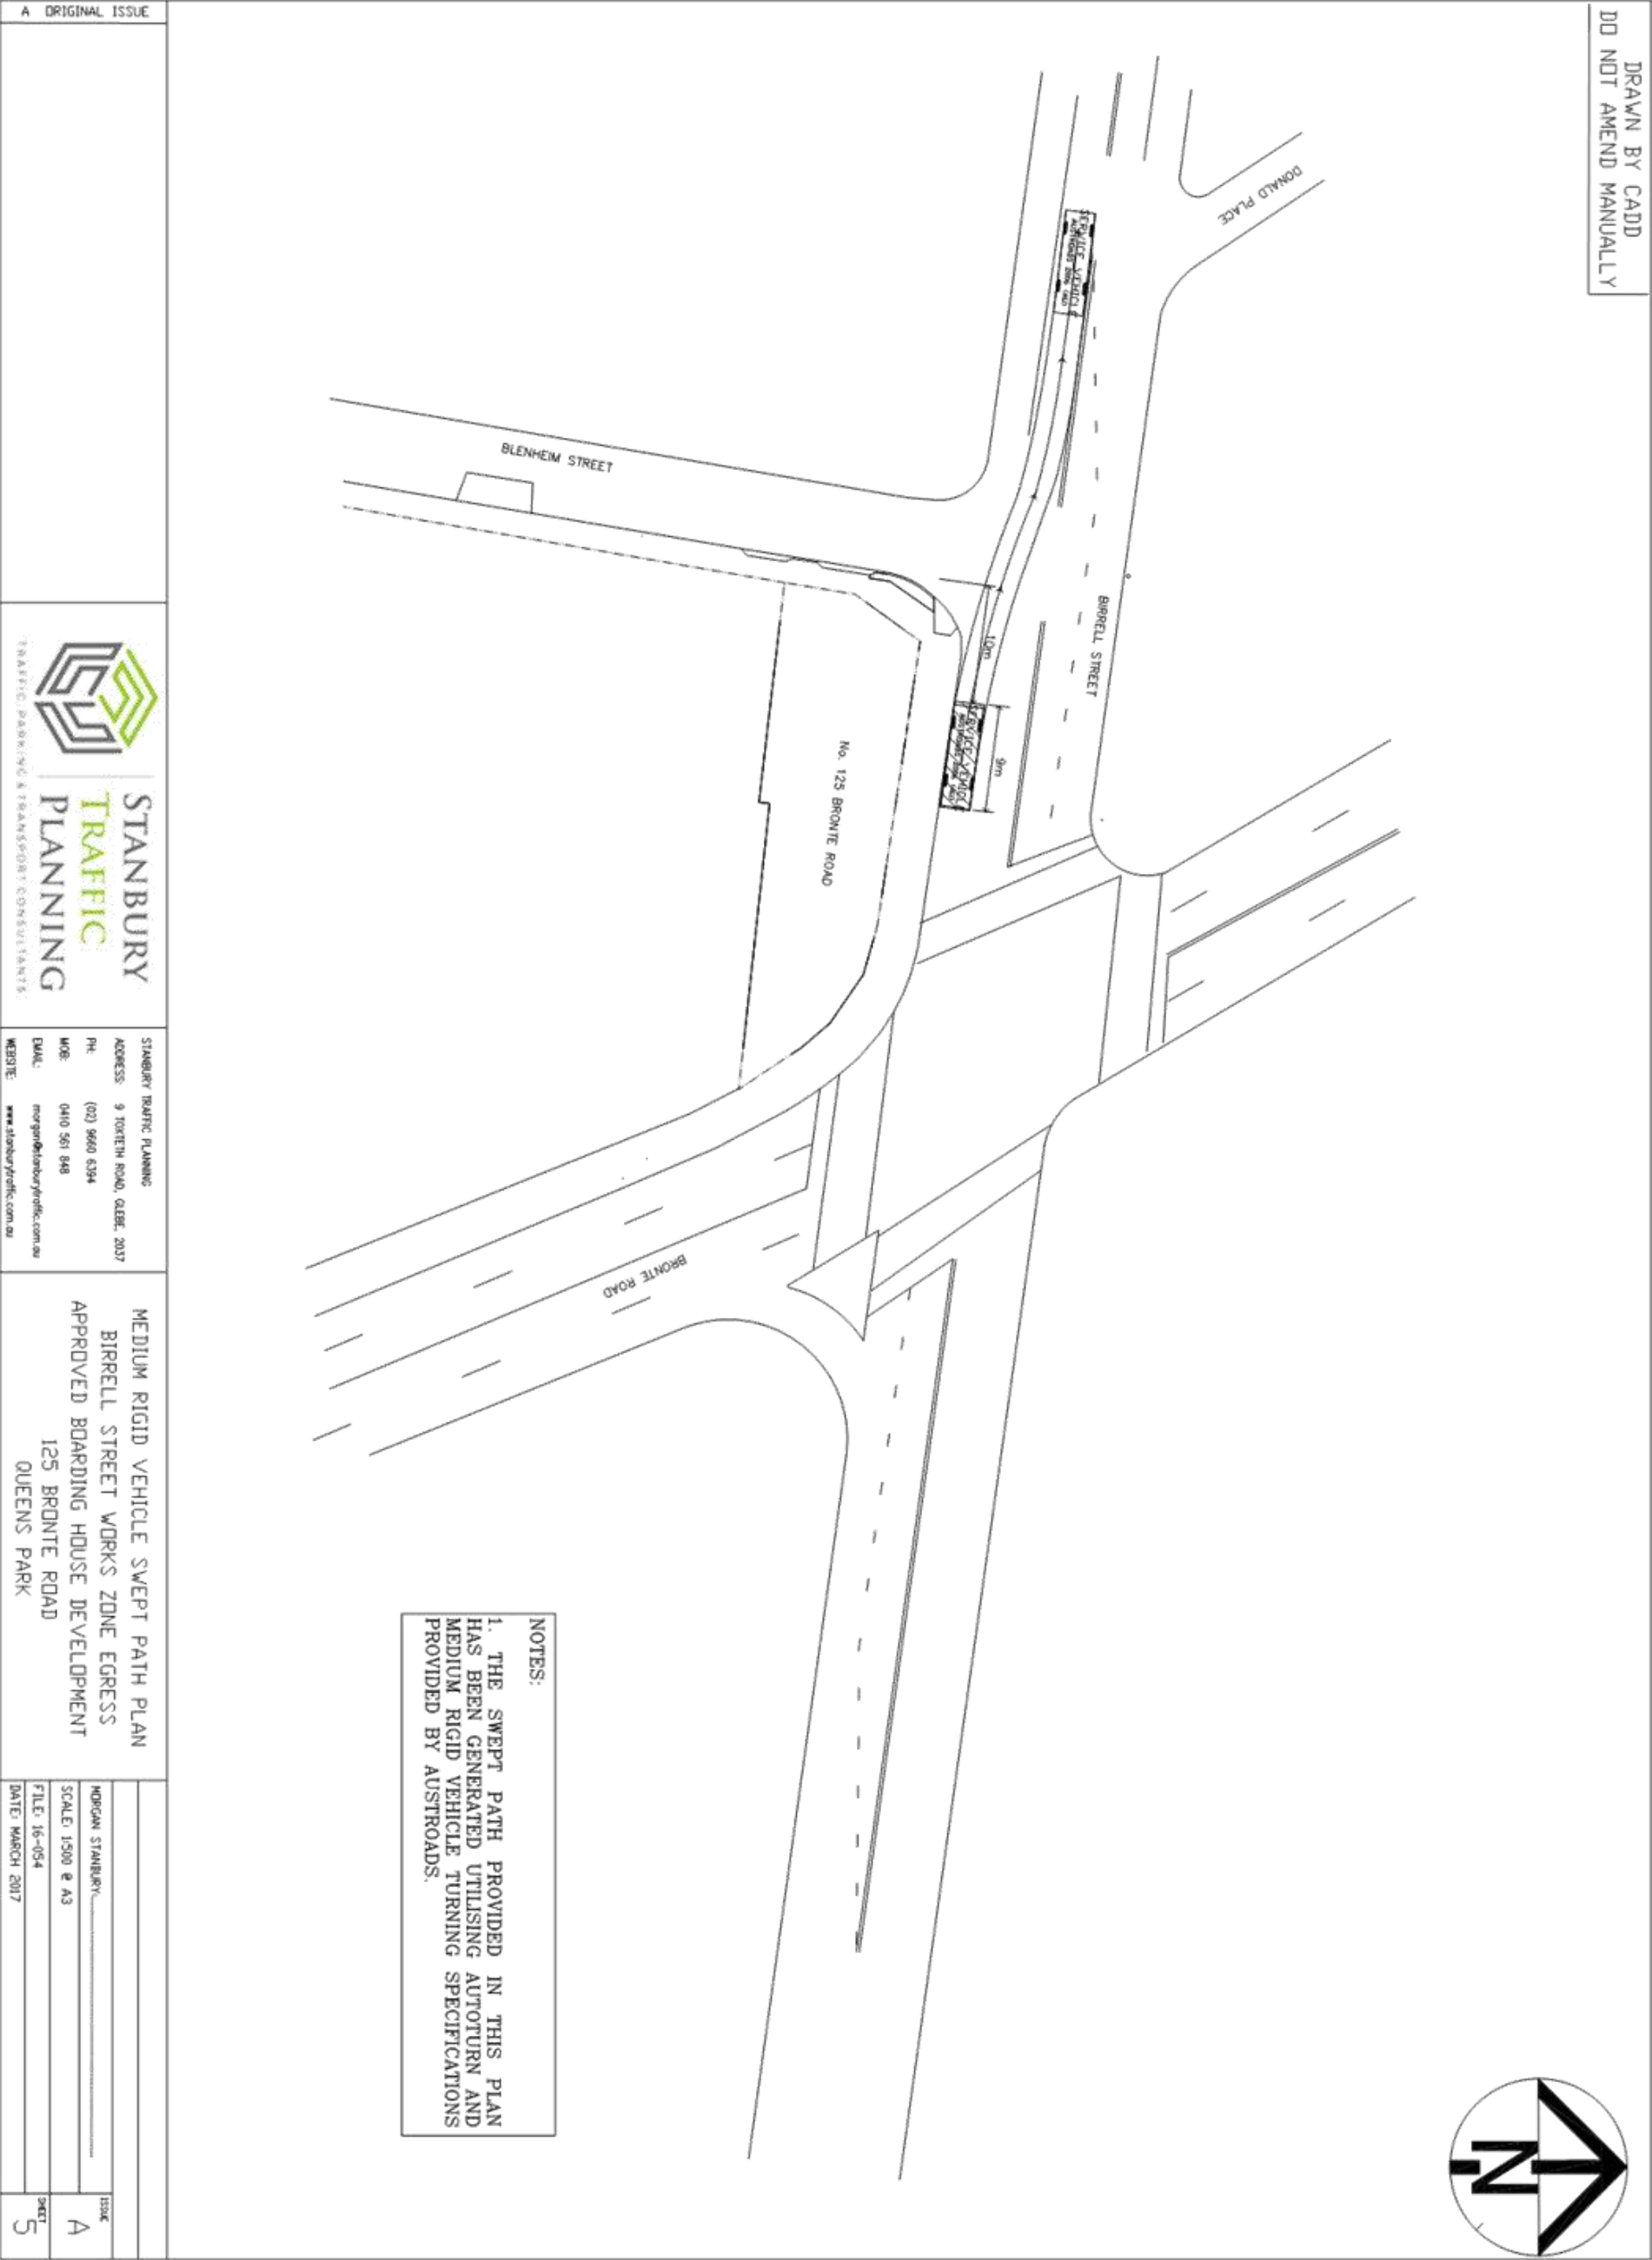 DRAWN BY CADD
DO NOT AMEND MANUALLY
DONALD PLACE
SERVICE VEHICLE
BIRRELL STREET
BLENHEIM STREET
10m
9m
SERVICE VEHICLE
No. 125 BRONTE ROAD
BRONTE ROAD
N
NOTES:
1. THE SWEPT PATH PROVIDED IN THIS PLAN
HAS BEEN GENERATED UTILISING AUTOTURN AND
MEDIUM RIGID VEHICLE TURNING SPECIFICATIONS
PROVIDED BY AUSTROADS.
A ORIGINAL ISSUE
STANBURY
TRAFFIC
PLANNING
TRAFFIC, PARKING & TRANSPORT CONSULTANTS
STANBURY TRAFFIC PLANNING
ADDRESS: 9 TOXTETH ROAD, GLEBE, 2037
PH: (02) 9660 6394
MOB: 0410 561 848
EMAIL: morgan@stanburytraffic.com.au
WEBSITE: www.stanburytraffic.com.au
MEDIUM RIGID VEHICLE SWEPT PATH PLAN
BIRRELL STREET WORKS ZONE EGRESS
APPROVED BOARDING HOUSE DEVELOPMENT
125 BRONTE ROAD
QUEENS PARK
MORGAN STANBURY
SCALE: 1:500 @ A3
FILE: 16-054
DATE: MARCH 2017
ISSUE
A
SHEET
5